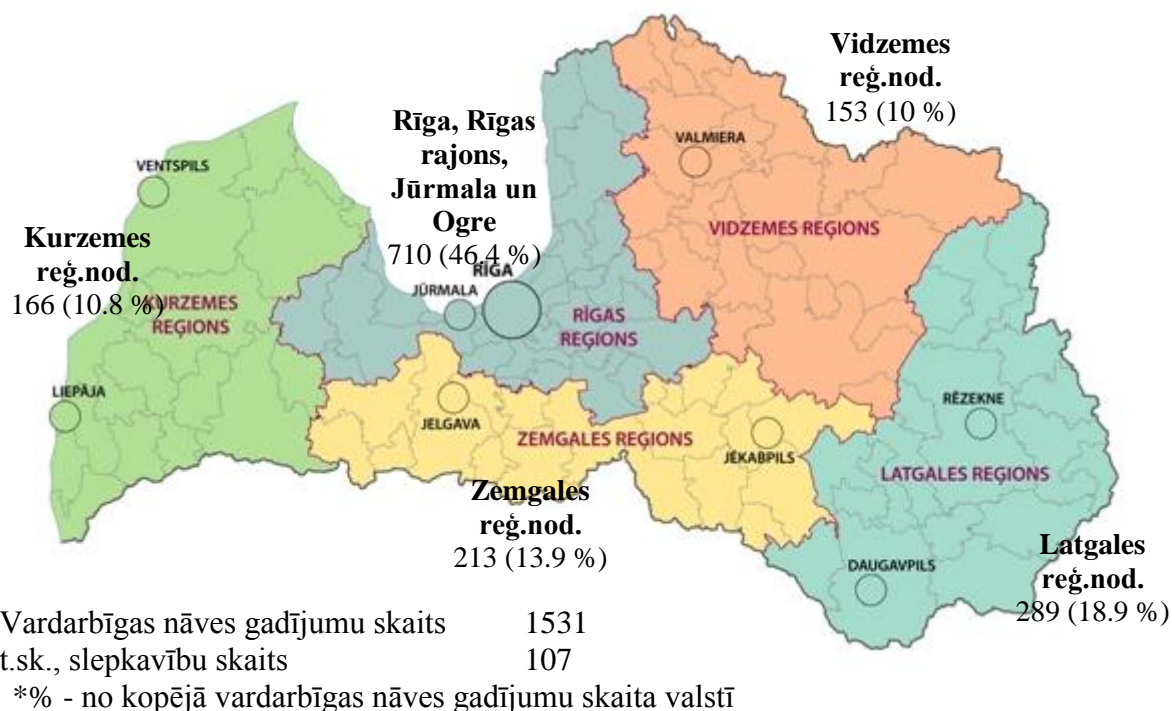 Vidzemes
reģ.nod.
153 (10 %)
Rīga, Rīgas
rajons,
Jūrmala un
Ogre
710 (46.4 %)
VALMIERA
VENTSPILS
VIDZEMES REĢIONS
Kurzemes
reģ.nod.
166 (10.8 %)
KURZEMES
REĢIONS
RĪGA
JŪRMALA
RĪGAS
REĢIONS
LIEPĀJA
JELGAVA
ZEMGALES REĢIONS
JĒKABPILS
RĒZEKNE
LATGALES REĢIONS
Zemgales
reģ.nod.
213 (13.9 %)
DAUGAVPILS
Latgales
reģ.nod.
289 (18.9 %)
Vardarbīgas nāves gadījumu skaits 1531
t.sk., slepkavību skaits 107
*% - no kopējā vardarbīgas nāves gadījumu skaita valstī